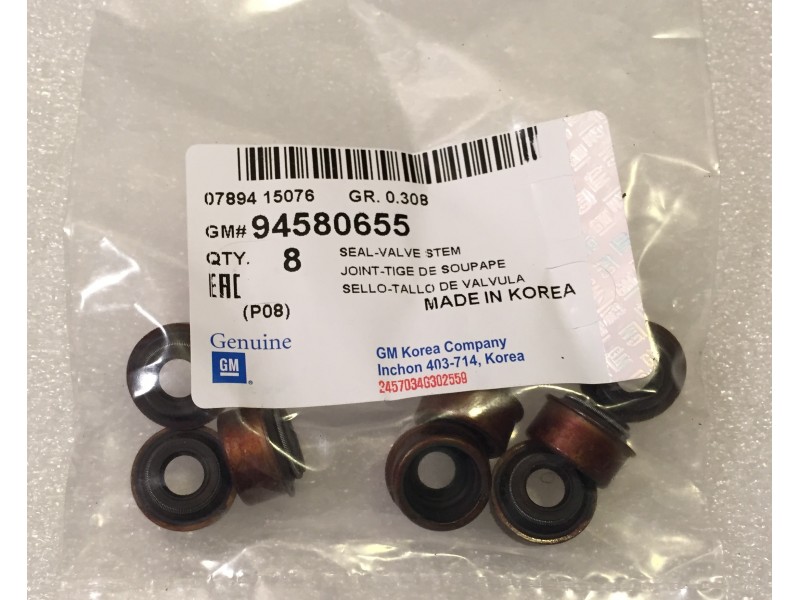 07894 15076 GR. 0.308
GM# 94580655
QTY. 8 SEAL-VALVE STEM
JOINT-TIGE DE SOUPAPE
SELLO-TALLO DE VALVULA
EAC
(P08) MADE IN KOREA
Genuine
GM
GM Korea Company
Inchon 403-714, Korea
2457034G302559